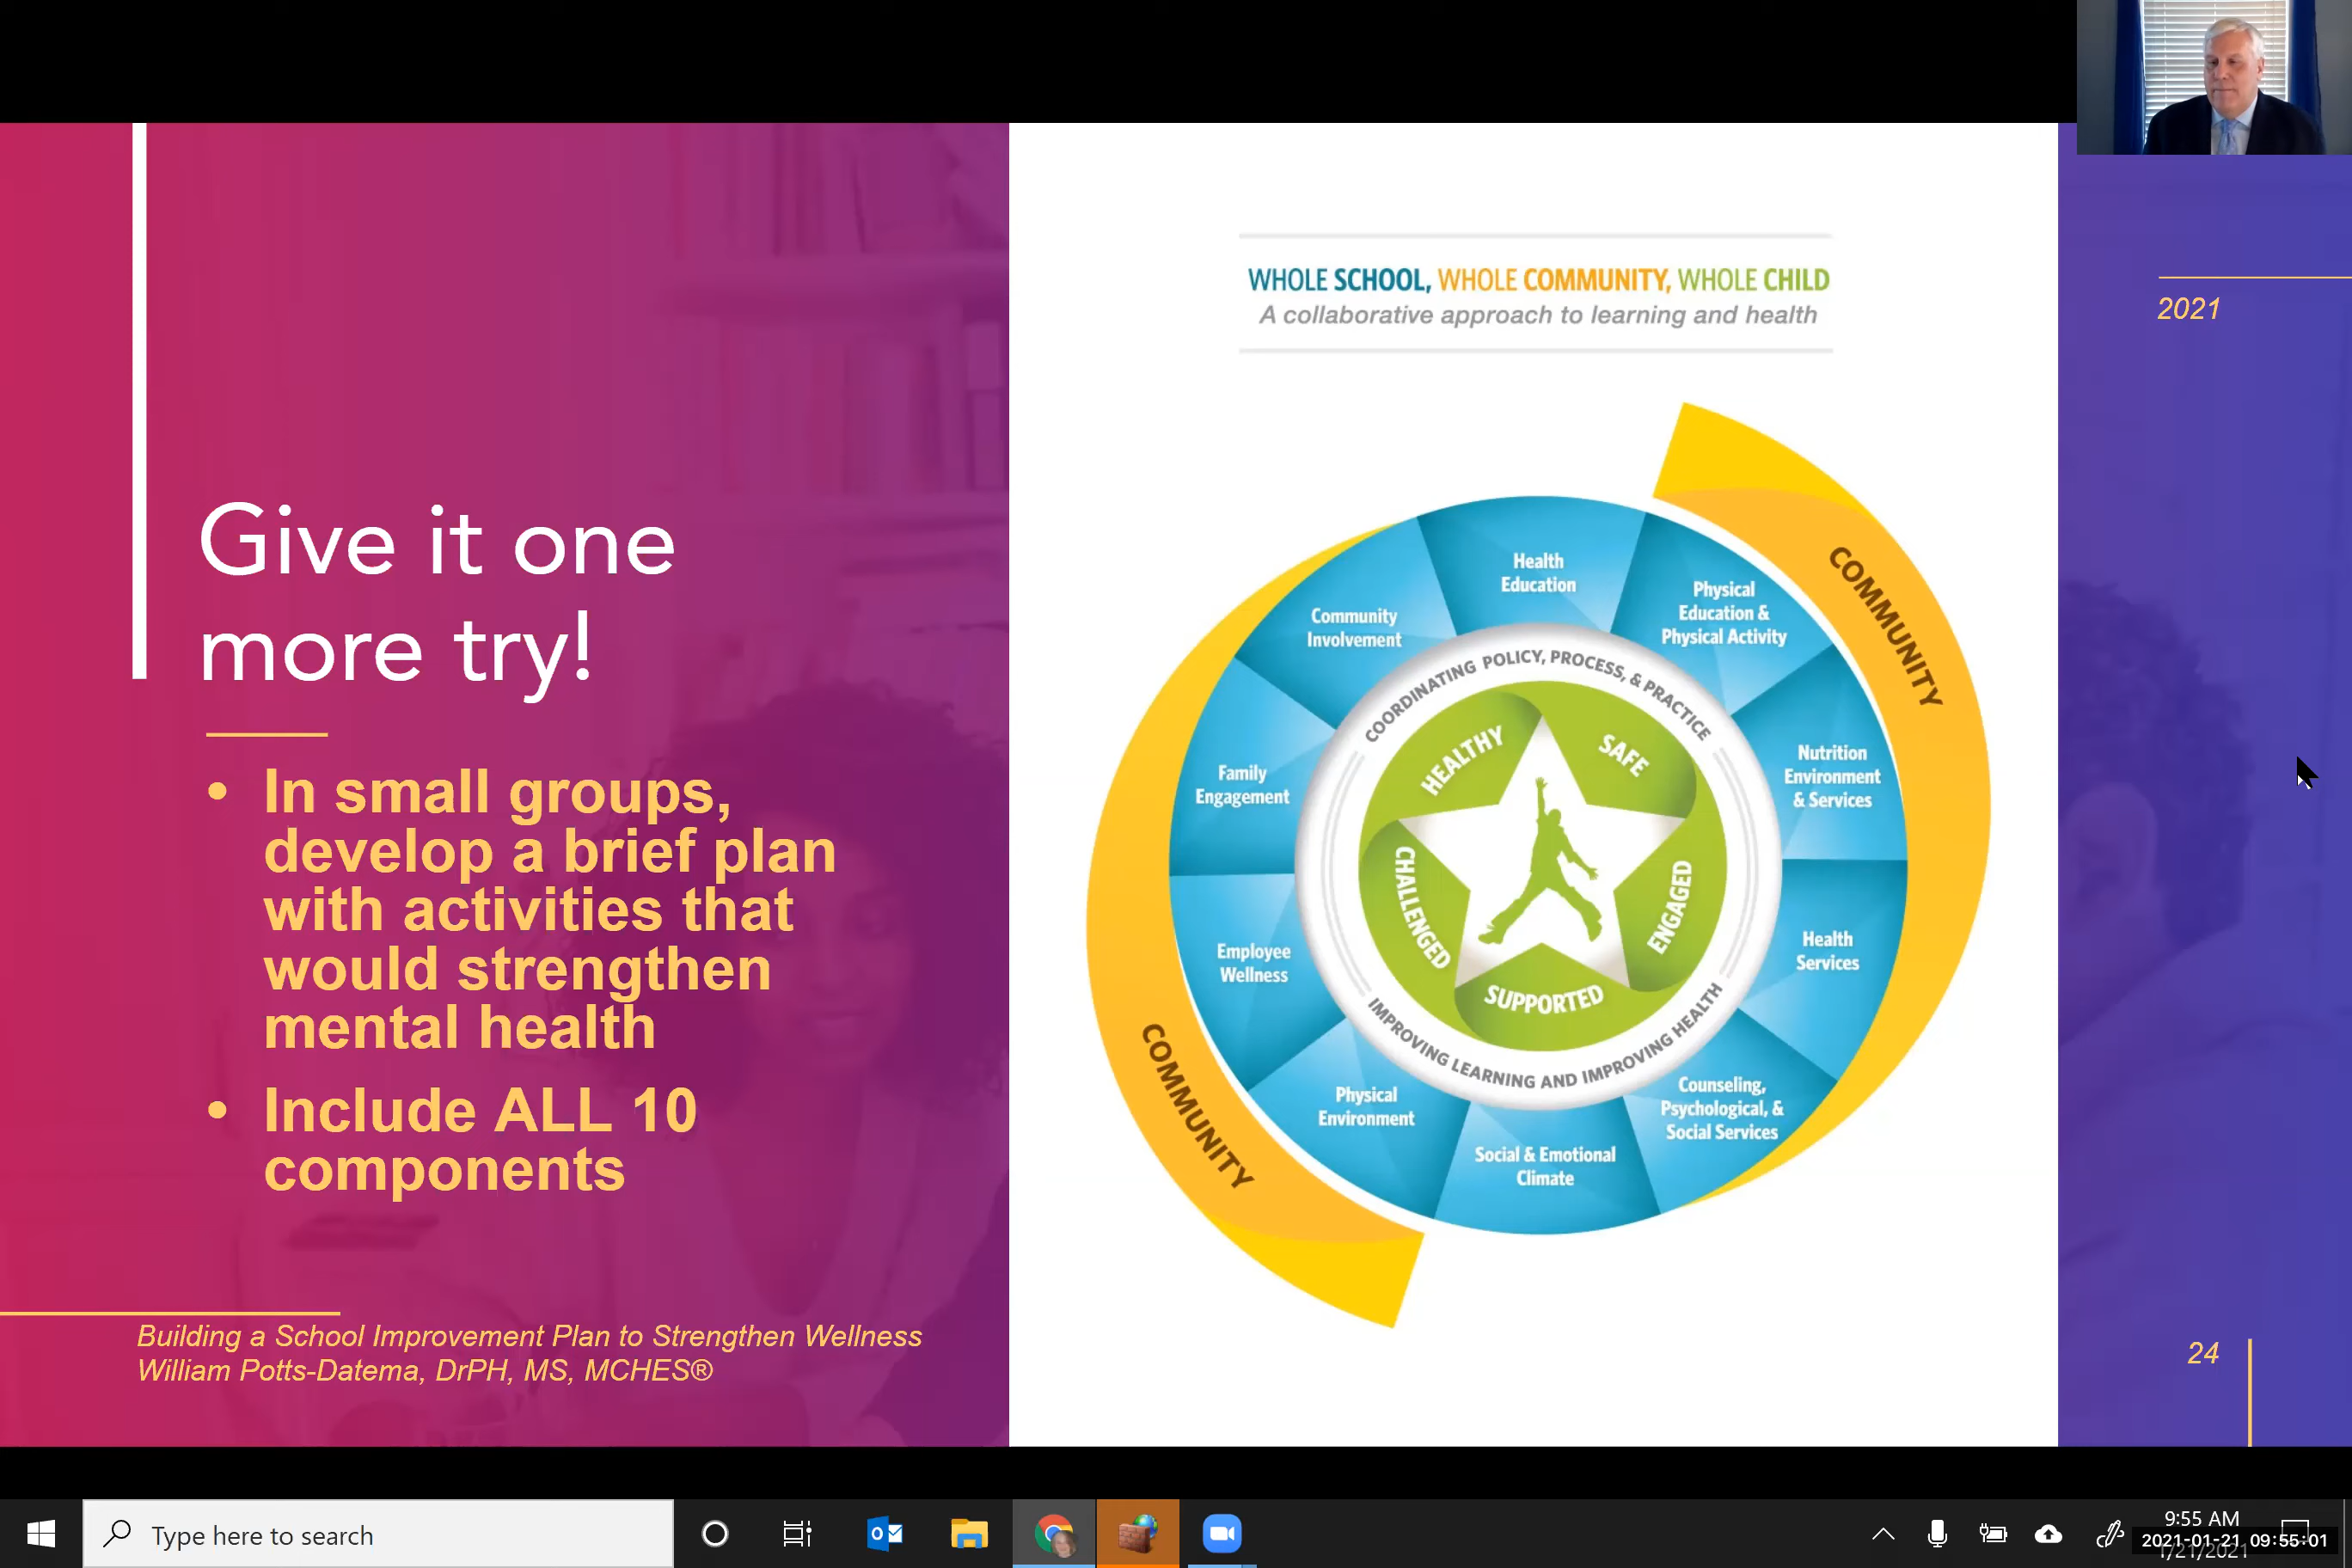 Give it one
more try!
• In small groups,
develop a brief plan
with activities that
would strengthen
mental health
• Include ALL 10
components
Building a School Improvement Plan to Strengthen Wellness
William Potts-Datema, DrPH, MS, MCHES®
WHOLE SCHOOL, WHOLE COMMUNITY, WHOLE CHILD
A collaborative approach to learning and health
COMMUNITY
Health
Education
Physical
Education &
Physical Activity
Nutrition
Environment
& Services
Health
Services
Counseling,
Psychological, &
Social Services
Social & Emotional
Climate
Physical
Environment
Employee
Wellness
Family
Engagement
Community
Involvement
COORDINATING POLICY, PROCESS, & PRACTICE
IMPROVING LEARNING AND IMPROVING HEALTH
HEALTHY
SAFE
ENGAGED
SUPPORTED
CHALLENGED
COMMUNITY
2021
24
Type here to search
9:55 AM
1/21/2021
2021-01-21 09:55:01